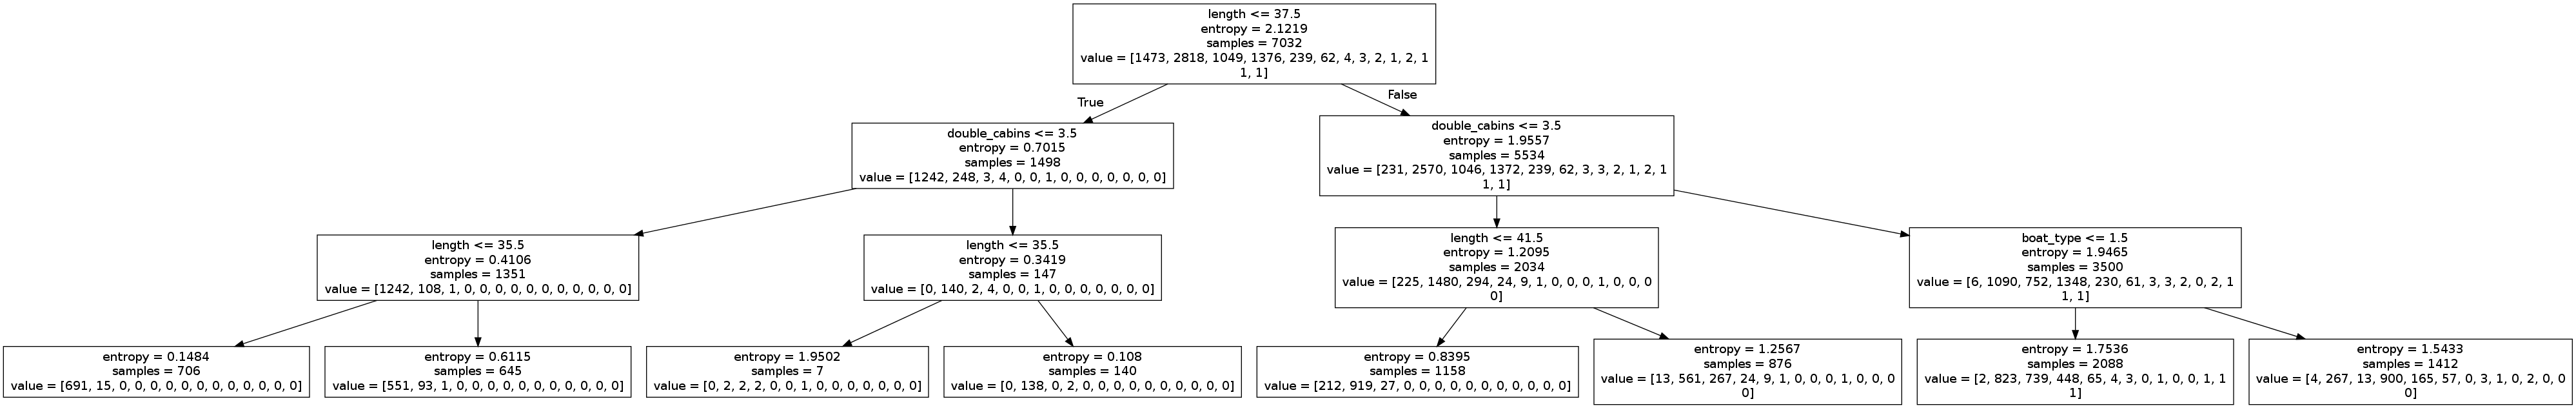 length <= 37.5
entropy = 2.1219
samples = 7032
value = [1473, 2818, 1049, 1376, 239, 62, 4, 3, 2, 1, 2, 1
1, 1]
True
False
double_cabins <= 3.5
entropy = 0.7015
samples = 1498
value = [1242, 248, 3, 4, 0, 0, 1, 0, 0, 0, 0, 0, 0, 0]
double_cabins <= 3.5
entropy = 1.9557
samples = 5534
value = [231, 2570, 1046, 1372, 239, 62, 3, 3, 2, 1, 2, 1
1, 1]
length <= 35.5
entropy = 0.4106
samples = 1351
value = [1242, 108, 1, 0, 0, 0, 0, 0, 0, 0, 0, 0, 0, 0]
length <= 35.5
entropy = 0.3419
samples = 147
value = [0, 140, 2, 4, 0, 0, 1, 0, 0, 0, 0, 0, 0, 0]
length <= 41.5
entropy = 1.2095
samples = 2034
value = [225, 1480, 294, 24, 9, 1, 0, 0, 0, 1, 0, 0, 0
0]
boat_type <= 1.5
entropy = 1.9465
samples = 3500
value = [6, 1090, 752, 1348, 230, 61, 3, 3, 2, 0, 2, 1
1, 1]
entropy = 0.1484
samples = 706
value = [691, 15, 0, 0, 0, 0, 0, 0, 0, 0, 0, 0, 0, 0]
entropy = 0.6115
samples = 645
value = [551, 93, 1, 0, 0, 0, 0, 0, 0, 0, 0, 0, 0, 0]
entropy = 1.9502
samples = 7
value = [0, 2, 2, 2, 0, 0, 1, 0, 0, 0, 0, 0, 0, 0]
entropy = 0.108
samples = 140
value = [0, 138, 0, 2, 0, 0, 0, 0, 0, 0, 0, 0, 0, 0]
entropy = 0.8395
samples = 1158
value = [212, 919, 27, 0, 0, 0, 0, 0, 0, 0, 0, 0, 0, 0]
entropy = 1.2567
samples = 876
value = [13, 561, 267, 24, 9, 1, 0, 0, 0, 1, 0, 0, 0
0]
entropy = 1.7536
samples = 2088
value = [2, 823, 739, 448, 65, 4, 3, 0, 1, 0, 0, 1, 1
1]
entropy = 1.5433
samples = 1412
value = [4, 267, 13, 900, 165, 57, 0, 3, 1, 0, 2, 0, 0
0]